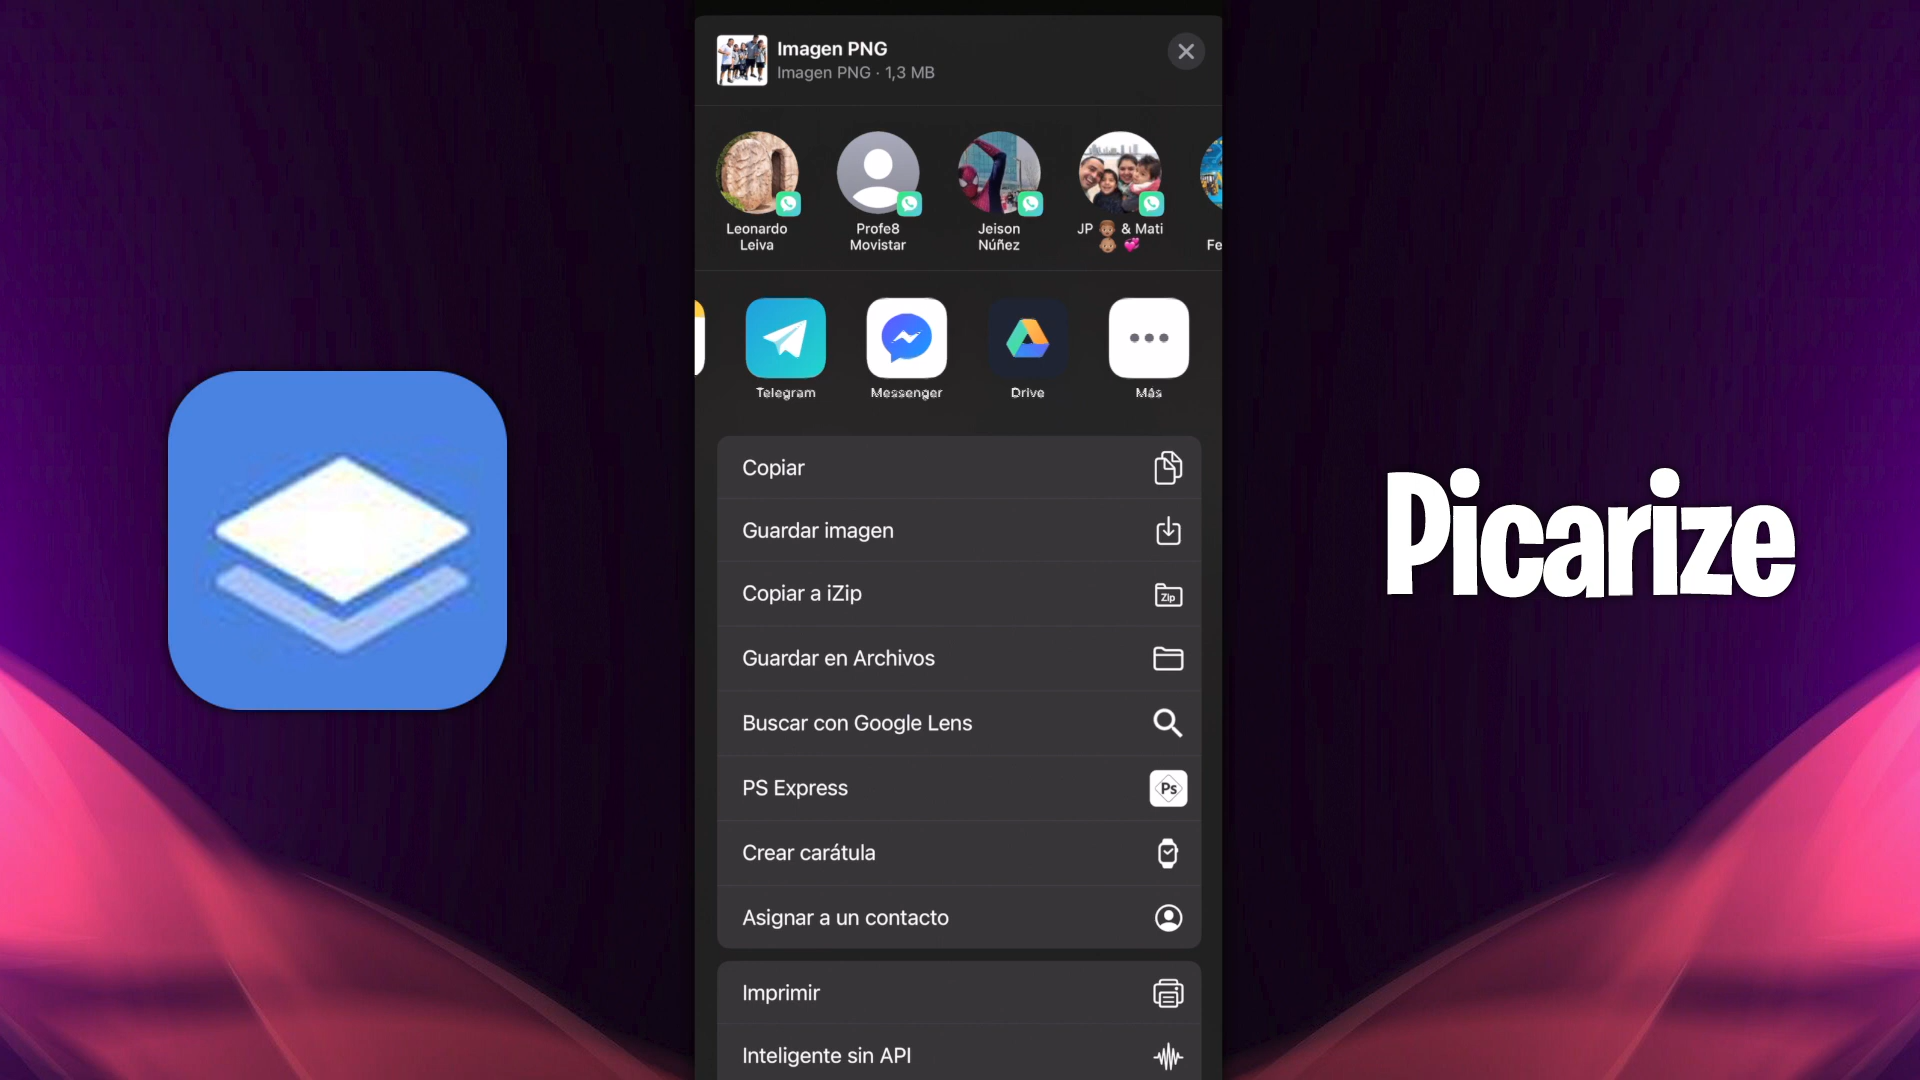 Imagen PNG
Imagen PNG · 1,3 MB
Leonardo Leiva
Profe8 Movistar
Jeison Núñez
JP & Mati
Fe
Telegram
Messenger
Drive
Más
Copiar
Guardar imagen
Copiar a iZip
Zip
Guardar en Archivos
Buscar con Google Lens
PS Express
Ps
Crear carátula
Asignar a un contacto
Imprimir
Inteligente sin API
Picarize